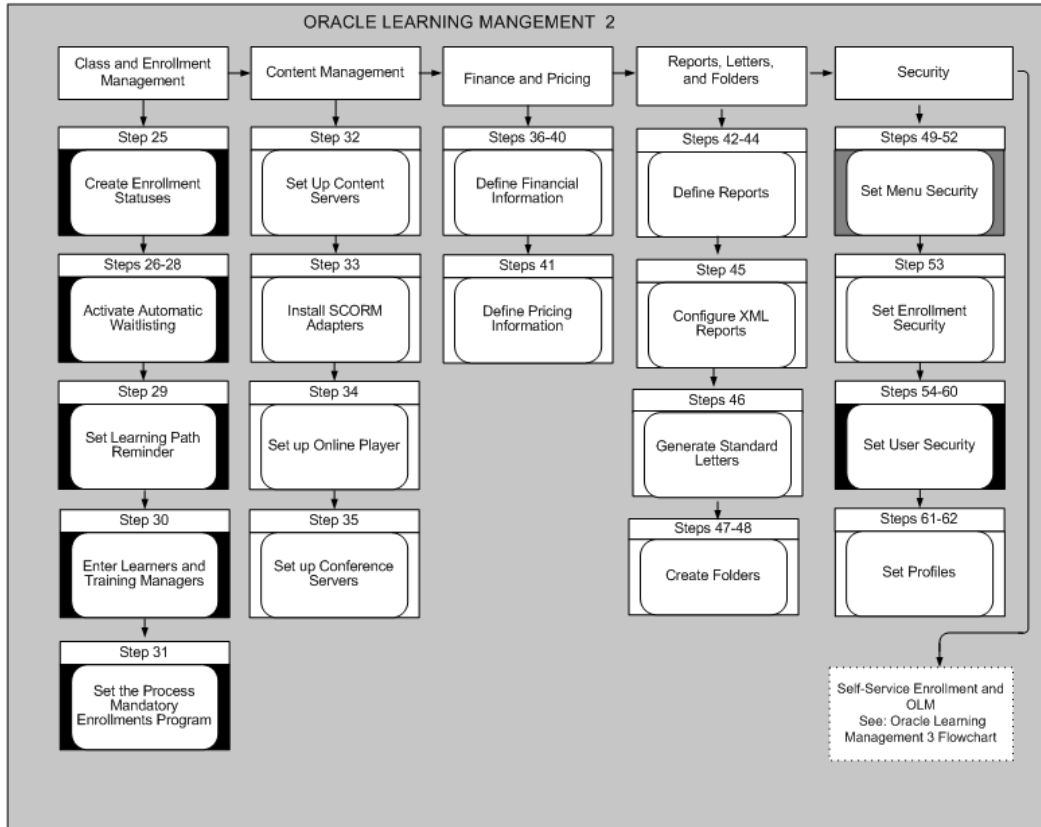 ORACLE LEARNING MANGEMENT 2
Class and Enrollment
Management
Content Management
Finance and Pricing
Reports, Letters,
and Folders
Security
Step 25
Create Enrollment
Statuses
Steps 26-28
Activate Automatic
Waitlisting
Step 29
Set Learning Path
Reminder
Step 30
Enter Learners and
Training Managers
Step 31
Set the Process
Mandatory
Enrollments Program
Step 32
Set Up Content
Servers
Step 33
Install SCORM
Adapters
Step 34
Set up Online Player
Step 35
Set up Conference
Servers
Steps 36-40
Define Financial
Information
Steps 41
Define Pricing
Information
Steps 42-44
Define Reports
Step 45
Configure XML
Reports
Steps 46
Generate Standard
Letters
Steps 47-48
Create Folders
Steps 49-52
Set Menu Security
Step 53
Set Enrollment
Security
Steps 54-60
Set User Security
Steps 61-62
Set Profiles
Self-Service Enrollment and
OLM
See: Oracle Learning
Management 3 Flowchart